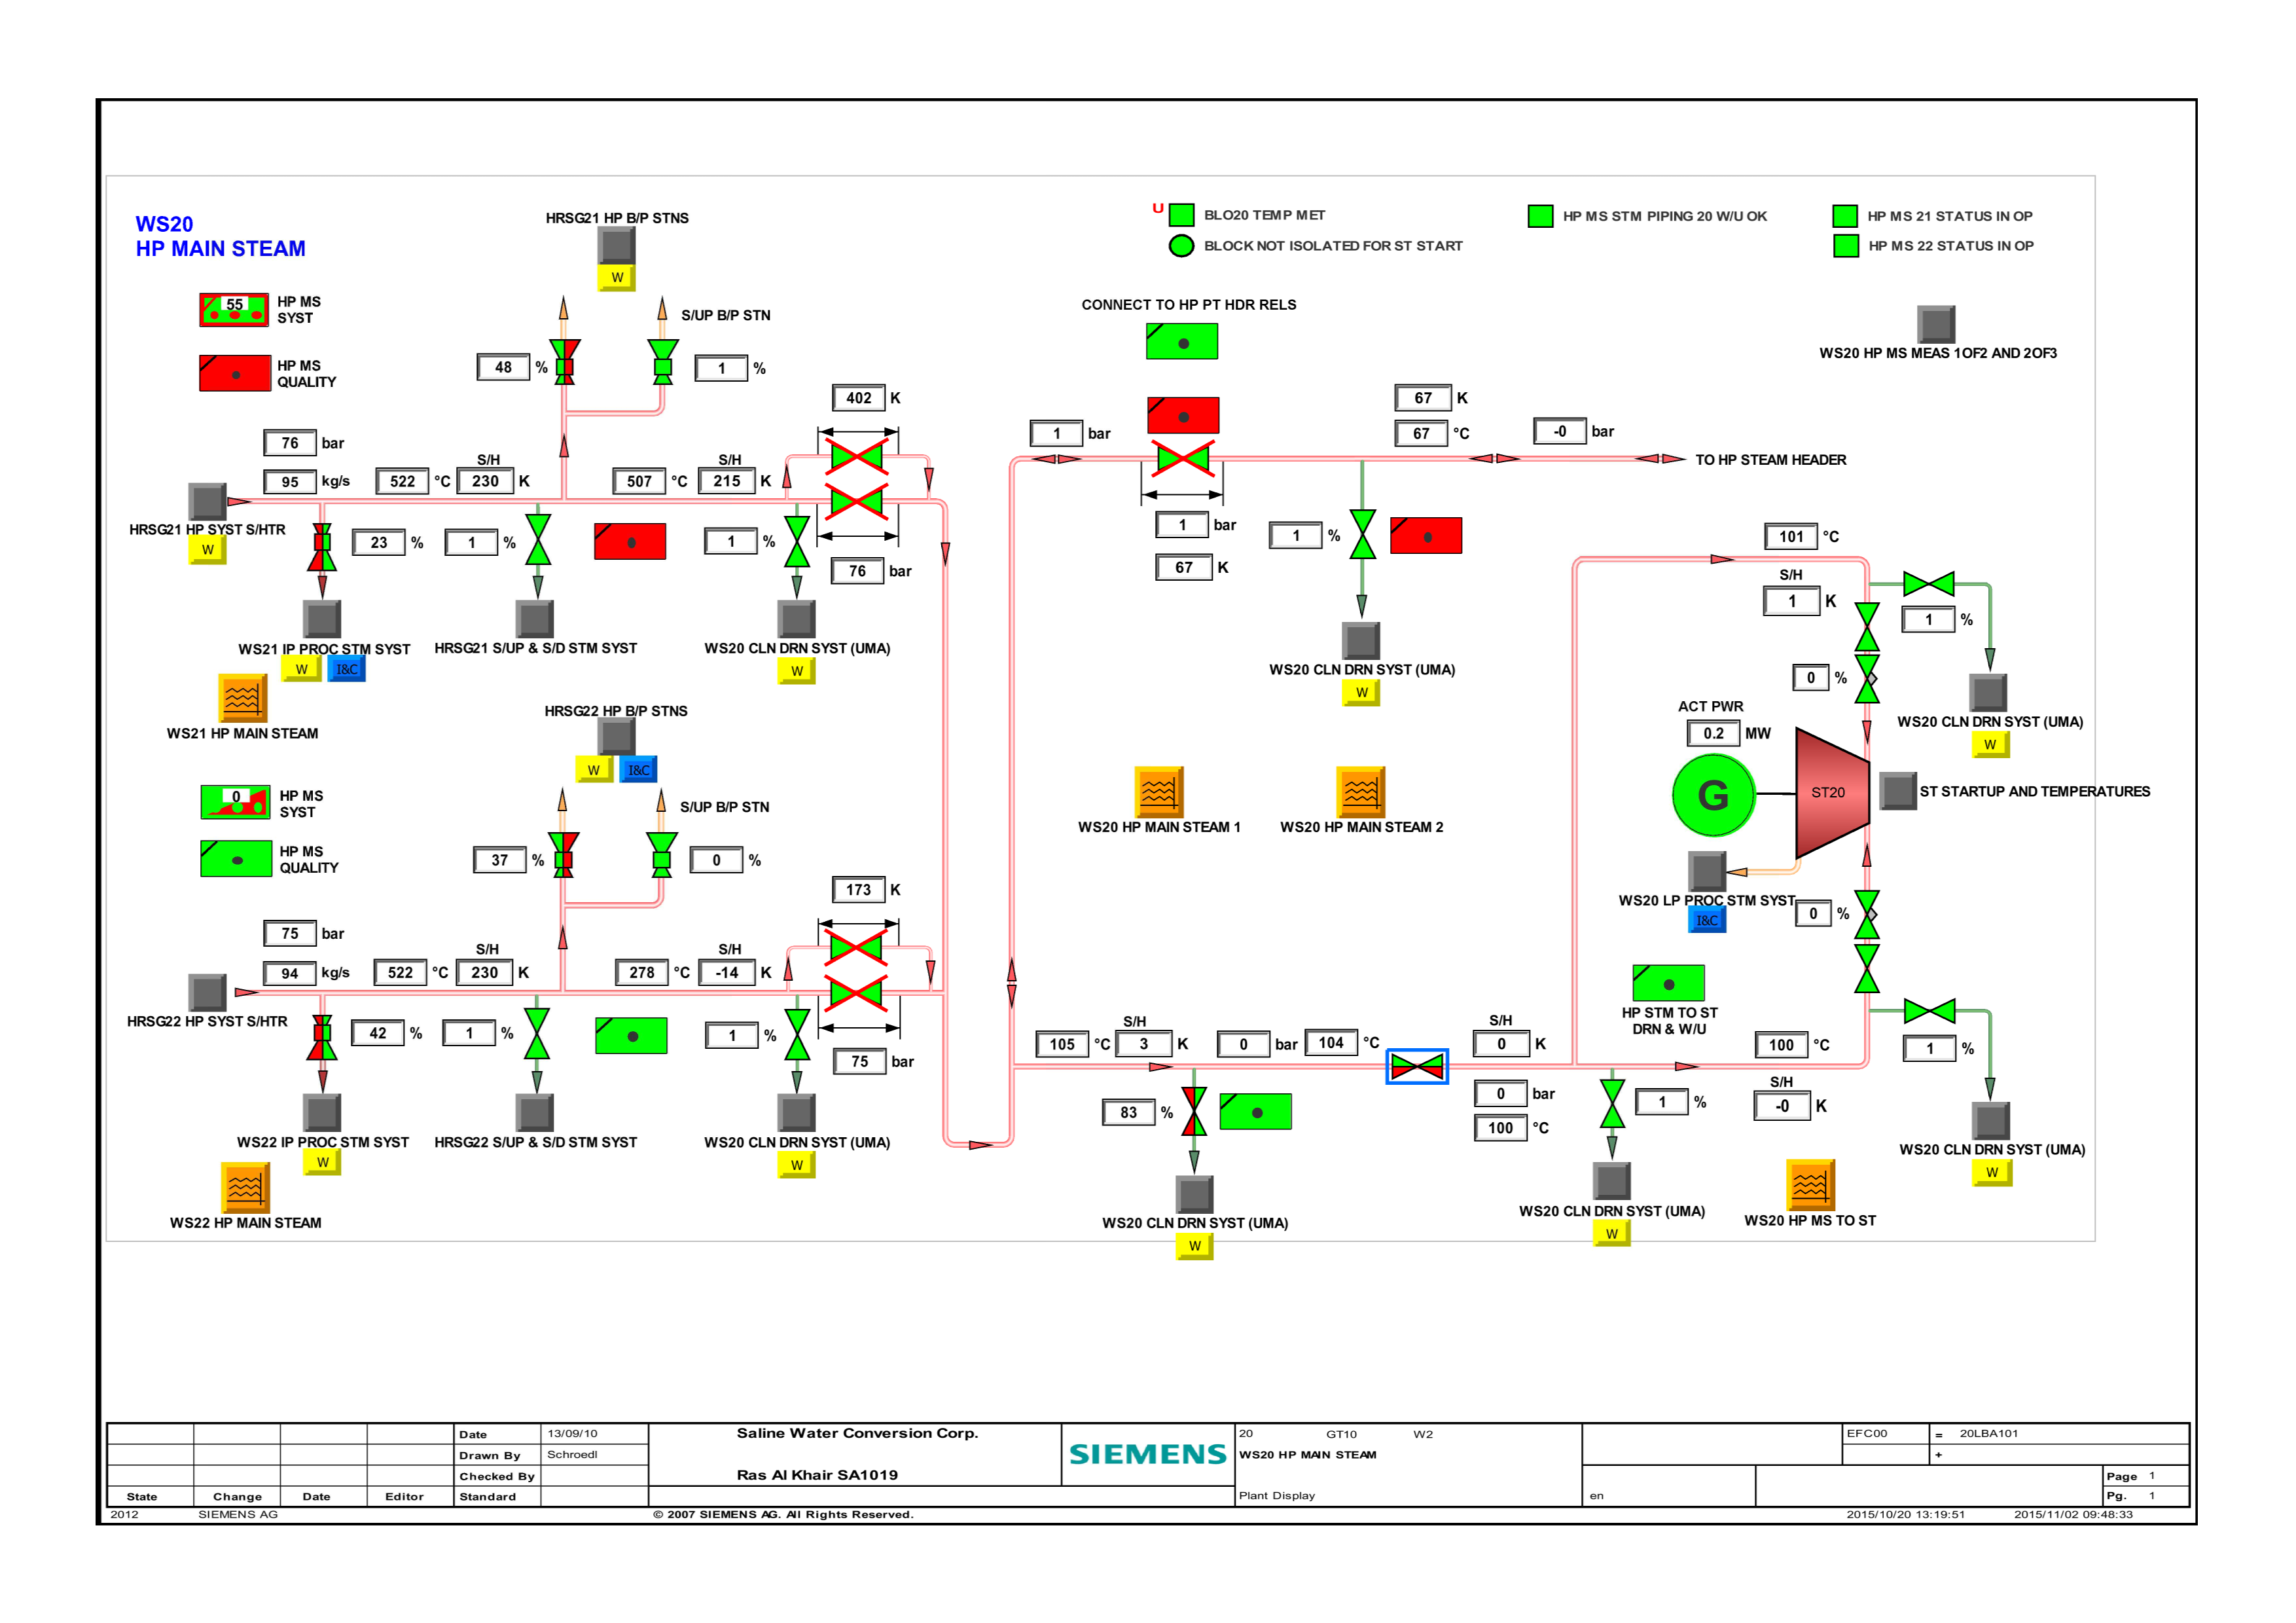 WS20
HP MAIN STEAM
HRSG21 HP B/P STNS
W
U
BLO20 TEMP MET
BLOCK NOT ISOLATED FOR ST START
HP MS STM PIPING 20 W/U OK
HP MS 21 STATUS IN OP
HP MS 22 STATUS IN OP
55
HP MS
SYST
HP MS
QUALITY
S/UP B/P STN
48 %
1 %
CONNECT TO HP PT HDR RELS
WS20 HP MS MEAS 1OF2 AND 2OF3
402 K
76 bar
95 kg/s
522 °C
S/H
230 K
507 °C
S/H
215 K
1 bar
67 K
67 °C
-0 bar
TO HP STEAM HEADER
HRSG21 HP SYST S/HTR
W
23 %
1 %
1 %
76 bar
1 bar
67 K
1 %
101 °C
S/H
1 K
1 %
WS21 IP PROC STM SYST
W
I&C
HRSG21 S/UP & S/D STM SYST
WS20 CLN DRN SYST (UMA)
W
WS20 CLN DRN SYST (UMA)
W
0 %
WS20 CLN DRN SYST (UMA)
W
WS21 HP MAIN STEAM
HRSG22 HP B/P STNS
W
I&C
ACT PWR
0.2 MW
G
ST20
ST STARTUP AND TEMPERATURES
0
HP MS
SYST
HP MS
QUALITY
S/UP B/P STN
37 %
0 %
WS20 HP MAIN STEAM 1
WS20 HP MAIN STEAM 2
173 K
WS20 LP PROC STM SYST
I&C
0 %
75 bar
94 kg/s
522 °C
S/H
230 K
278 °C
S/H
-14 K
HRSG22 HP SYST S/HTR
42 %
1 %
1 %
75 bar
105 °C
S/H
3 K
0 bar
104 °C
S/H
0 K
HP STM TO ST
DRN & W/U
100 °C
S/H
-0 K
1 %
83 %
0 bar
100 °C
1 %
WS22 IP PROC STM SYST
W
HRSG22 S/UP & S/D STM SYST
WS20 CLN DRN SYST (UMA)
W
WS20 CLN DRN SYST (UMA)
W
WS22 HP MAIN STEAM
WS20 CLN DRN SYST (UMA)
W
WS20 CLN DRN SYST (UMA)
W
WS20 HP MS TO ST
Date 13/09/10
Drawn By Schroedl
Checked By
State Change Date Editor Standard
Saline Water Conversion Corp.
Ras Al Khair SA1019
SIEMENS
20 GT10 W2
WS20 HP MAIN STEAM
Plant Display
en
EFC00 = 20LBA101
+
Page 1
Pg. 1
2012 SIEMENS AG
© 2007 SIEMENS AG. All Rights Reserved.
2015/10/20 13:19:51 2015/11/02 09:48:33